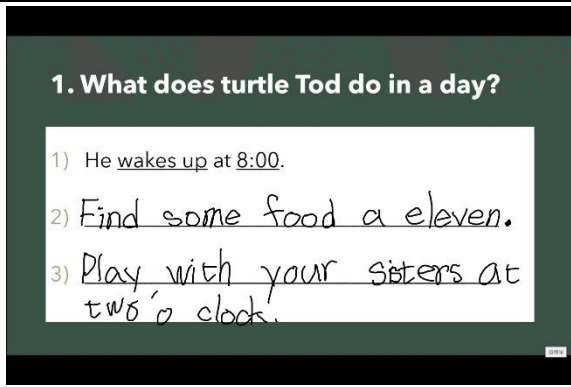 1. What does turtle Tod do in a day?
1) He wakes up at 8:00.
2) Find some food a eleven.
3) Play with your sisters at
two 'o clock.